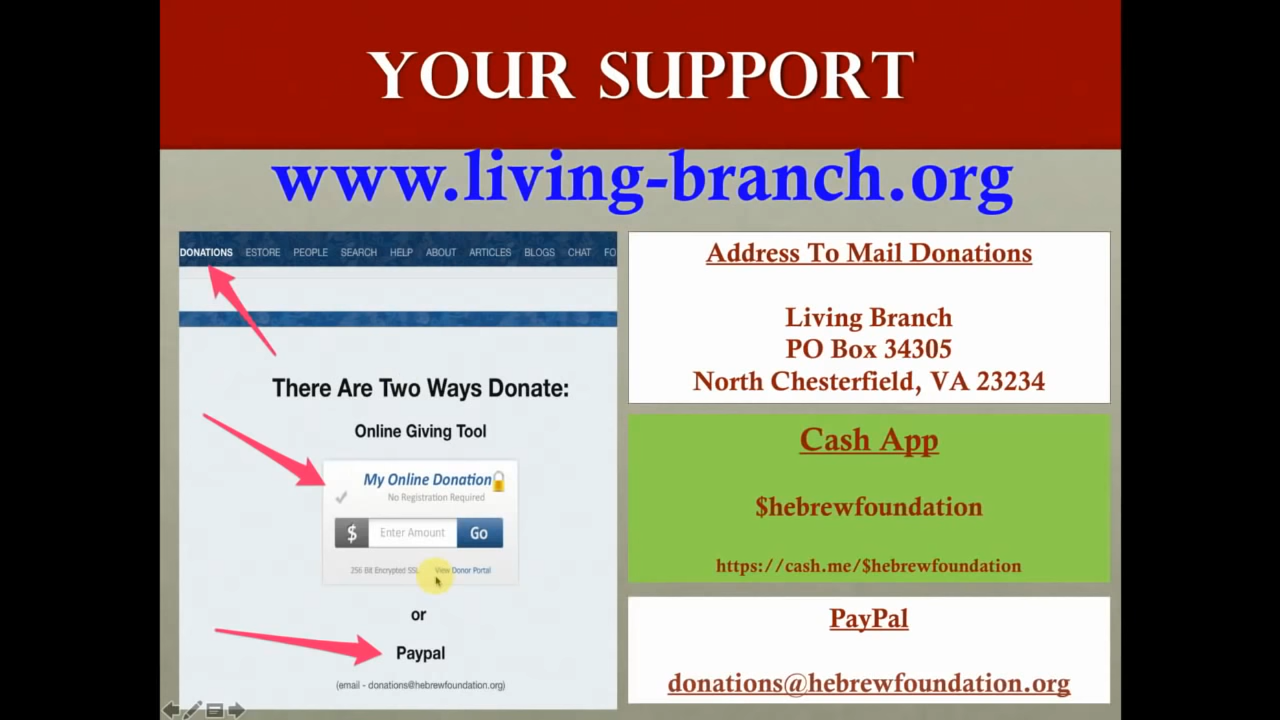 YOUR SUPPORT
www.living-branch.org
DONATIONS ESTORE PEOPLE SEARCH HELP ABOUT ARTICLES BLOGS CHAT FO
There Are Two Ways Donate:
Online Giving Tool
My Online Donation
No Registration Required
$ Enter Amount Go
256 Bit Encrypted SSL View Donor Portal
or
Paypal
(email - donations@hebrewfoundation.org)
Address To Mail Donations
Living Branch
PO Box 34305
North Chesterfield, VA 23234
Cash App
$hebrewfoundation
https://cash.me/$hebrewfoundation
PayPal
donations@hebrewfoundation.org